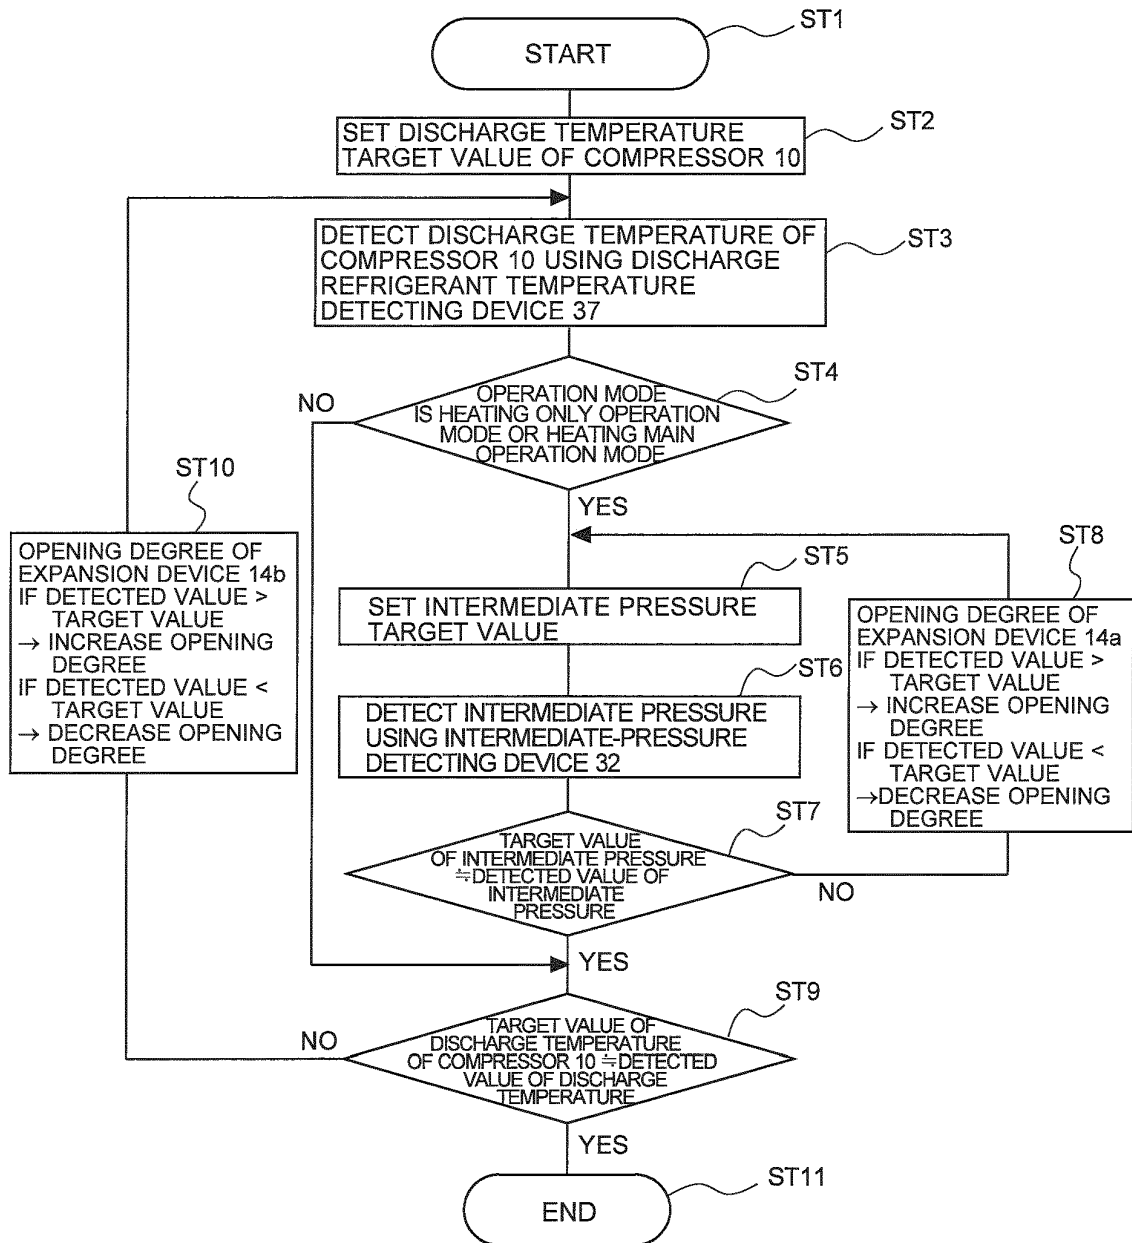 START
ST1
SET DISCHARGE TEMPERATURE
TARGET VALUE OF COMPRESSOR 10
ST2
DETECT DISCHARGE TEMPERATURE OF
COMPRESSOR 10 USING DISCHARGE
REFRIGERANT TEMPERATURE
DETECTING DEVICE 37
ST3
OPERATION MODE
IS HEATING ONLY OPERATION
MODE OR HEATING MAIN
OPERATION MODE
ST4
NO
YES
SET INTERMEDIATE PRESSURE
TARGET VALUE
ST5
DETECT INTERMEDIATE PRESSURE
USING INTERMEDIATE-PRESSURE
DETECTING DEVICE 32
ST6
TARGET VALUE
OF INTERMEDIATE PRESSURE
≒DETECTED VALUE OF
INTERMEDIATE
PRESSURE
ST7
NO
YES
ST8
OPENING DEGREE OF
EXPANSION DEVICE 14a
IF DETECTED VALUE >
TARGET VALUE
→ INCREASE OPENING
DEGREE
IF DETECTED VALUE <
TARGET VALUE
→DECREASE OPENING
DEGREE
TARGET VALUE OF
DISCHARGE TEMPERATURE
OF COMPRESSOR 10 ≒DETECTED
VALUE OF DISCHARGE
TEMPERATURE
ST9
NO
YES
ST10
OPENING DEGREE OF
EXPANSION DEVICE 14b
IF DETECTED VALUE >
TARGET VALUE
→ INCREASE OPENING
DEGREE
IF DETECTED VALUE <
TARGET VALUE
→ DECREASE OPENING
DEGREE
END
ST11